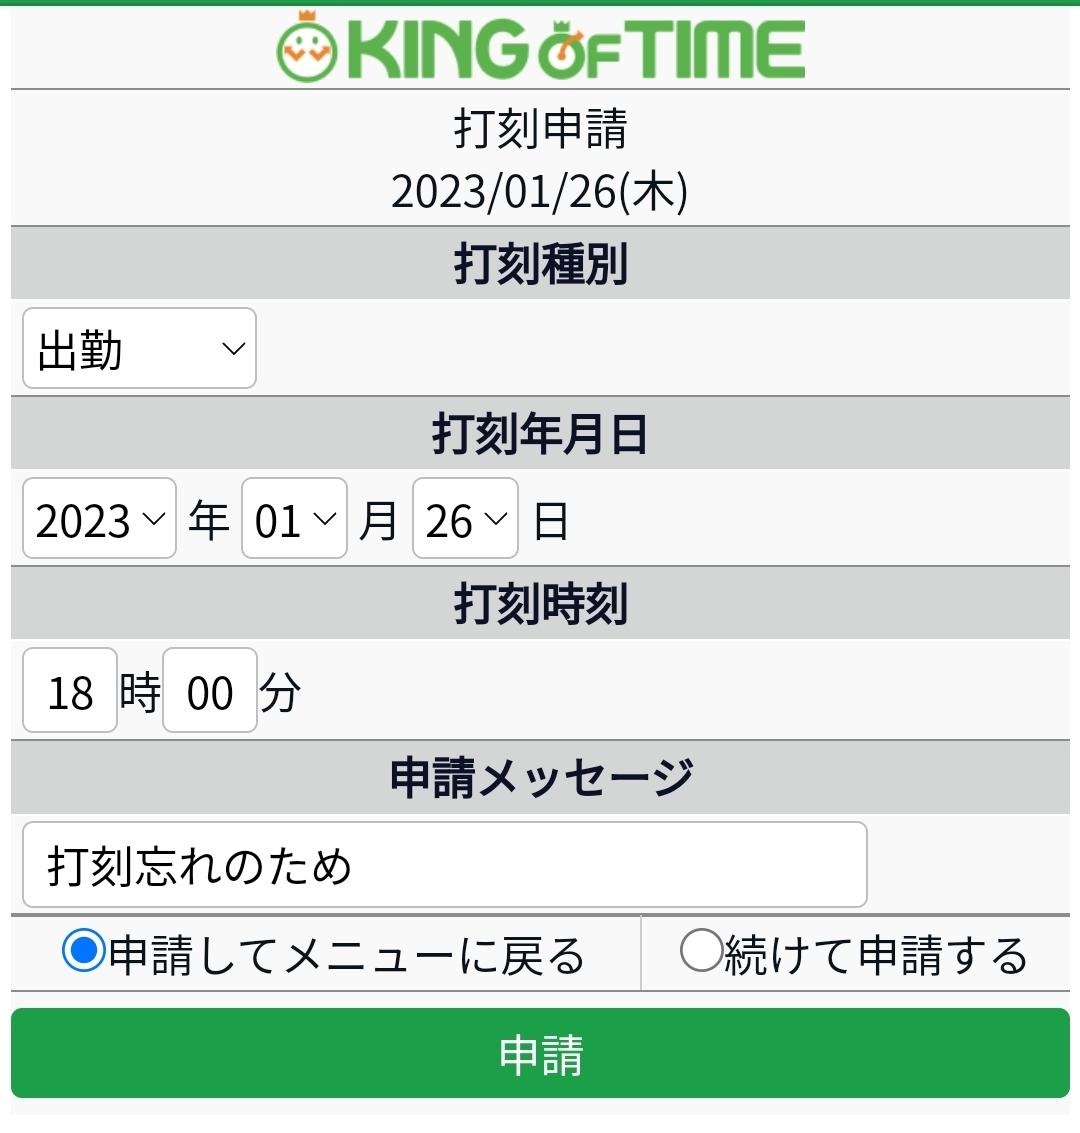 KING OF TIME
打刻申請
2023/01/26(木)
打刻種別
出勤
打刻年月日
2023 年 01 月 26 日
打刻時刻
18 時 00 分
申請メッセージ
打刻忘れのため
申請してメニューに戻る 続けて申請する
申請